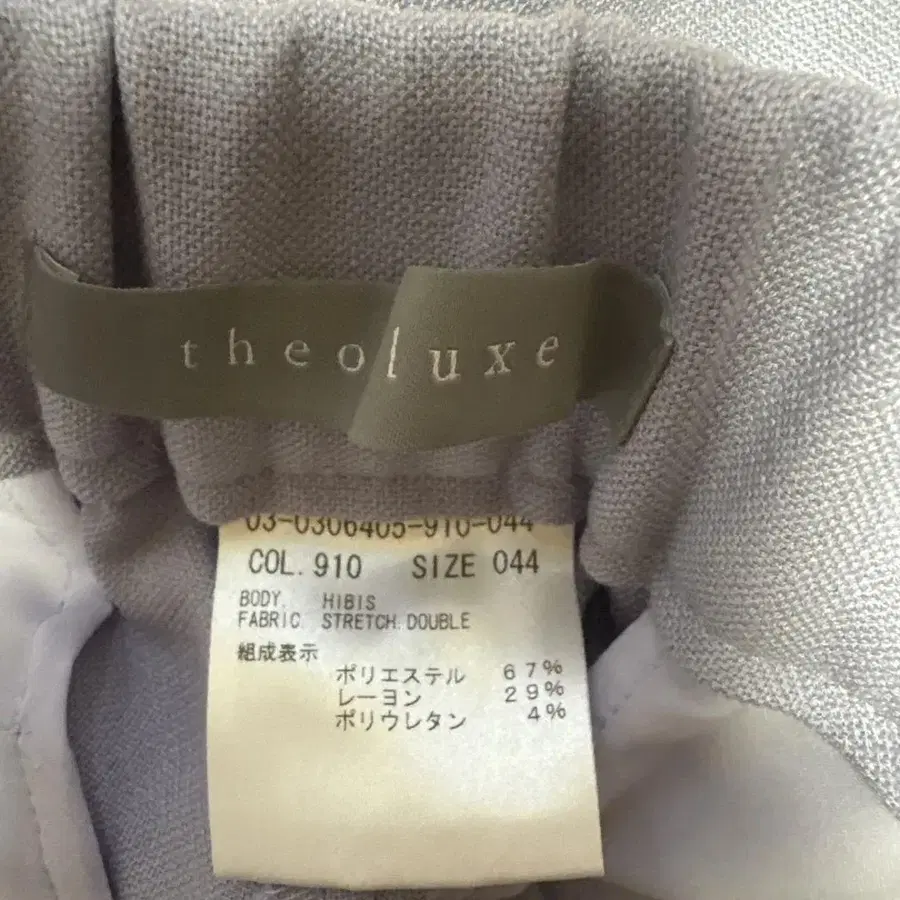 theoluxe
03-0306405-910-044
COL. 910 SIZE 044
BODY. HIBIS
FABRIC. STRETCH.DOUBLE
組成表示
ポリエステル 67%
レーヨン 29%
ポリウレタン 4%